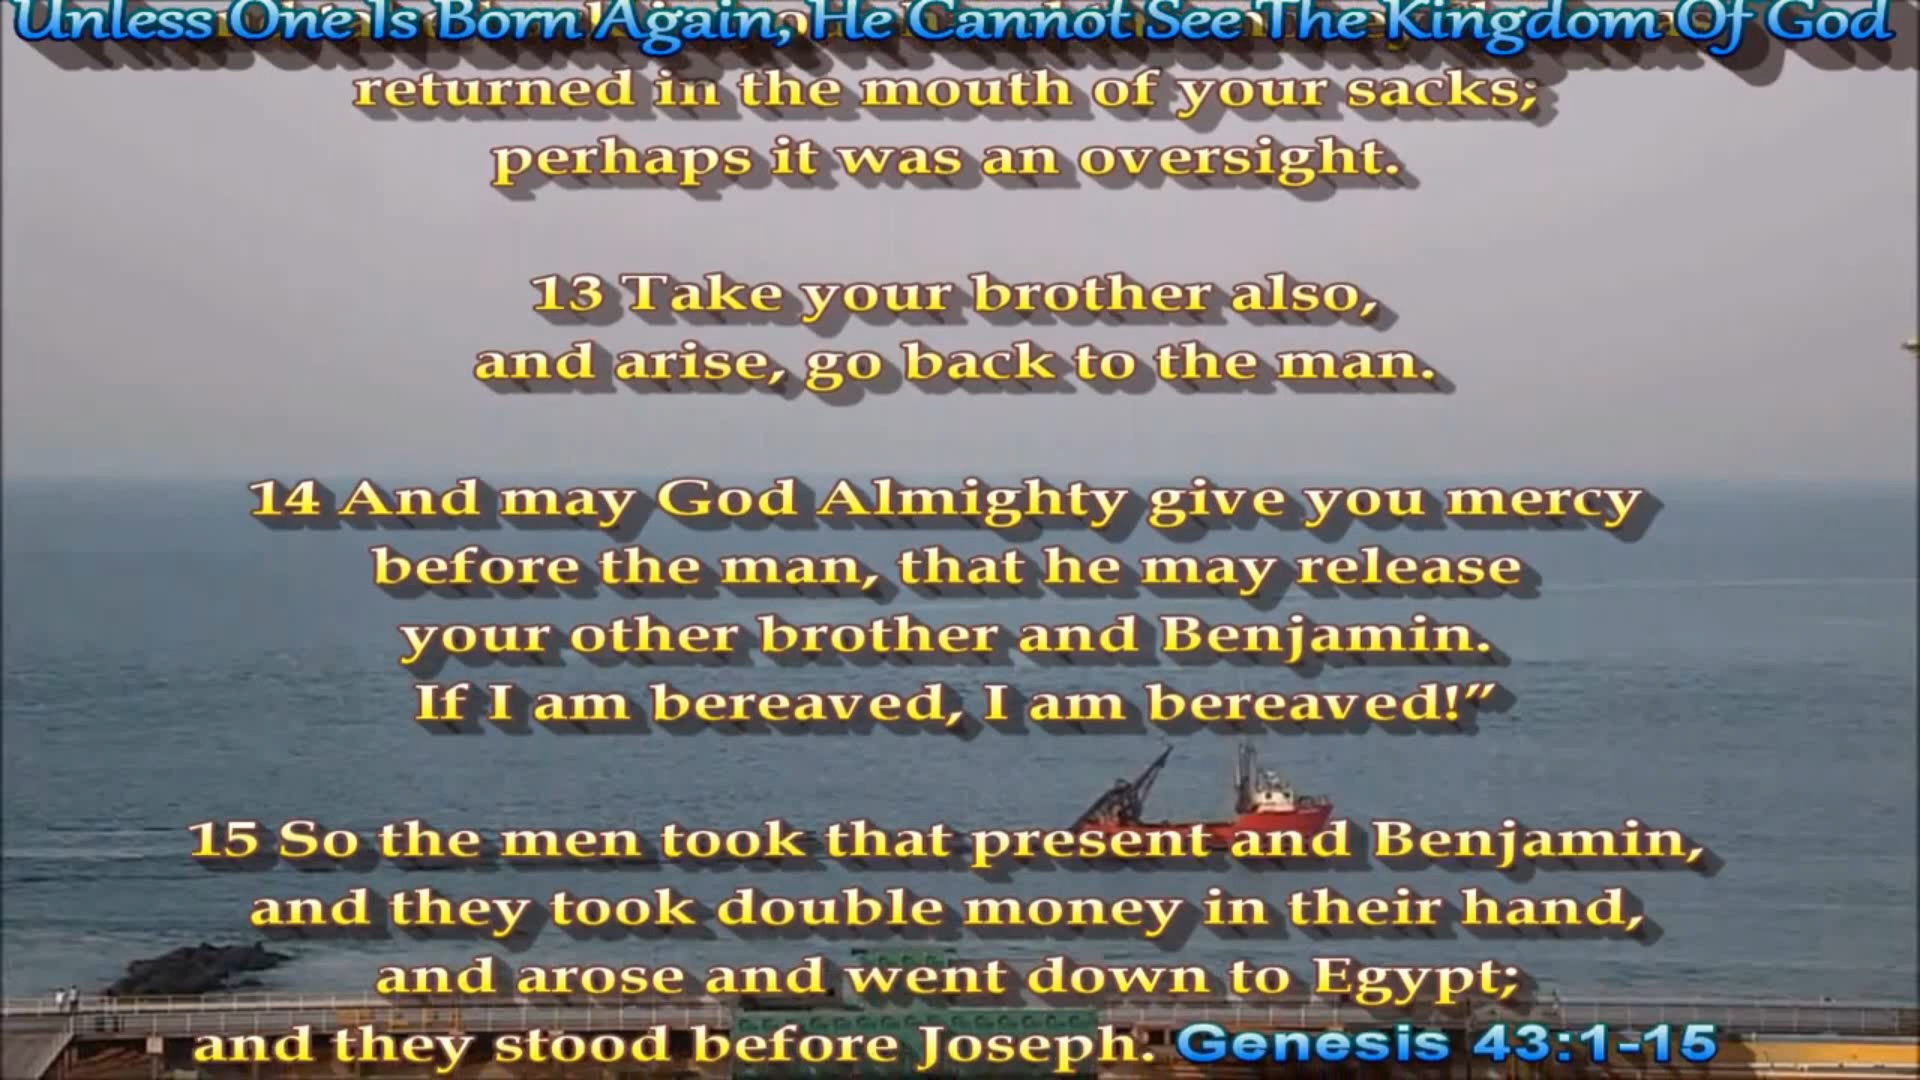 Unless One Is Born Again, He Cannot See The Kingdom Of God
returned in the mouth of your sacks;
perhaps it was an oversight.
13 Take your brother also,
and arise, go back to the man.
14 And may God Almighty give you mercy
before the man, that he may release
your other brother and Benjamin.
If I am bereaved, I am bereaved!”
15 So the men took that present and Benjamin,
and they took double money in their hand,
and arose and went down to Egypt;
and they stood before Joseph. Genesis 43:1-15